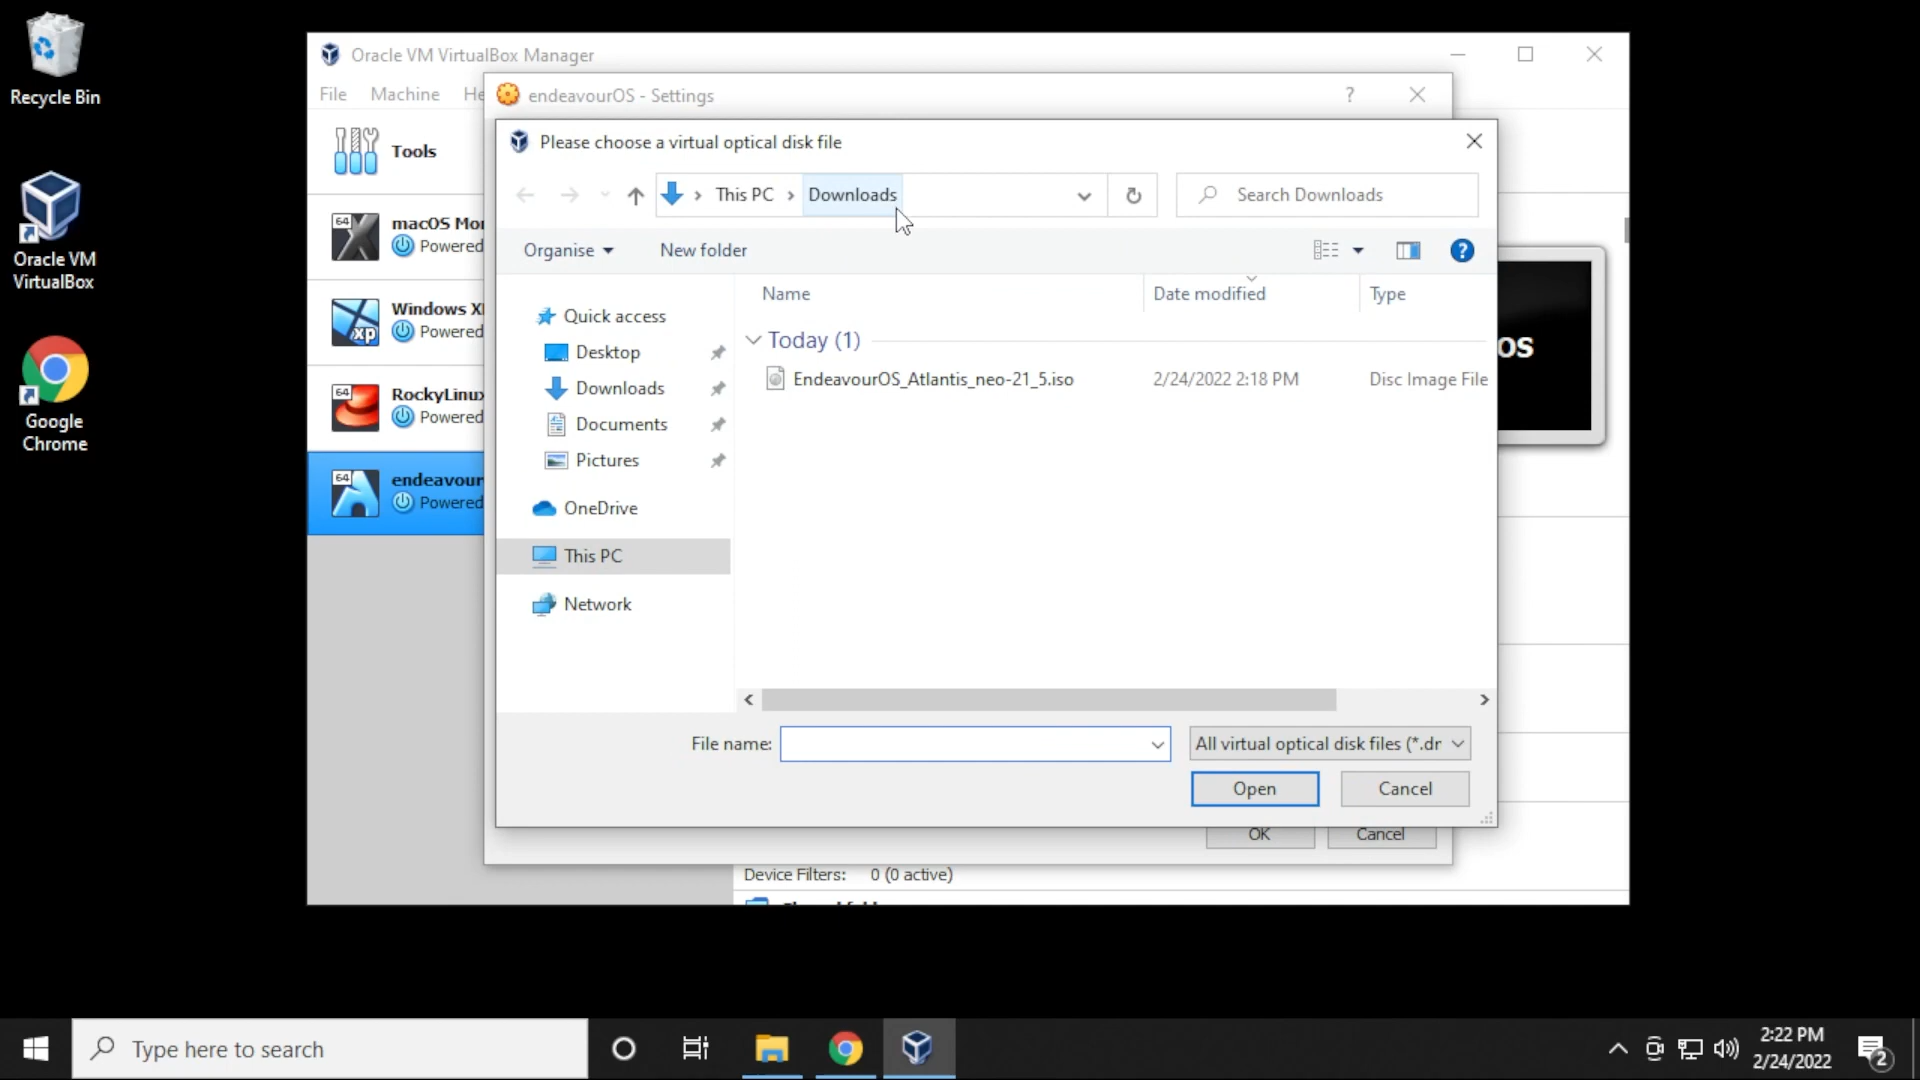 Recycle Bin
Oracle VM
VirtualBox
Google
Chrome
Oracle VM VirtualBox Manager
File Machine He
Tools
64
macOS Mo
Powered
Windows X
Powered
xp
64
RockyLinux
Powered
64
endeavour
Powered
endeavourOS - Settings
?
Please choose a virtual optical disk file
This PC
Downloads
Search Downloads
Organise
New folder
?
Name
Date modified
Type
Quick access
Desktop
Downloads
Documents
Pictures
OneDrive
This PC
Network
Today (1)
EndeavourOS_Atlantis_neo-21_5.iso
2/24/2022 2:18 PM
Disc Image File
OS
File name:
All virtual optical disk files (*.dr
Open
Cancel
OK
Cancel
Device Filters: 0 (0 active)
Type here to search
2:22 PM
2/24/2022
2